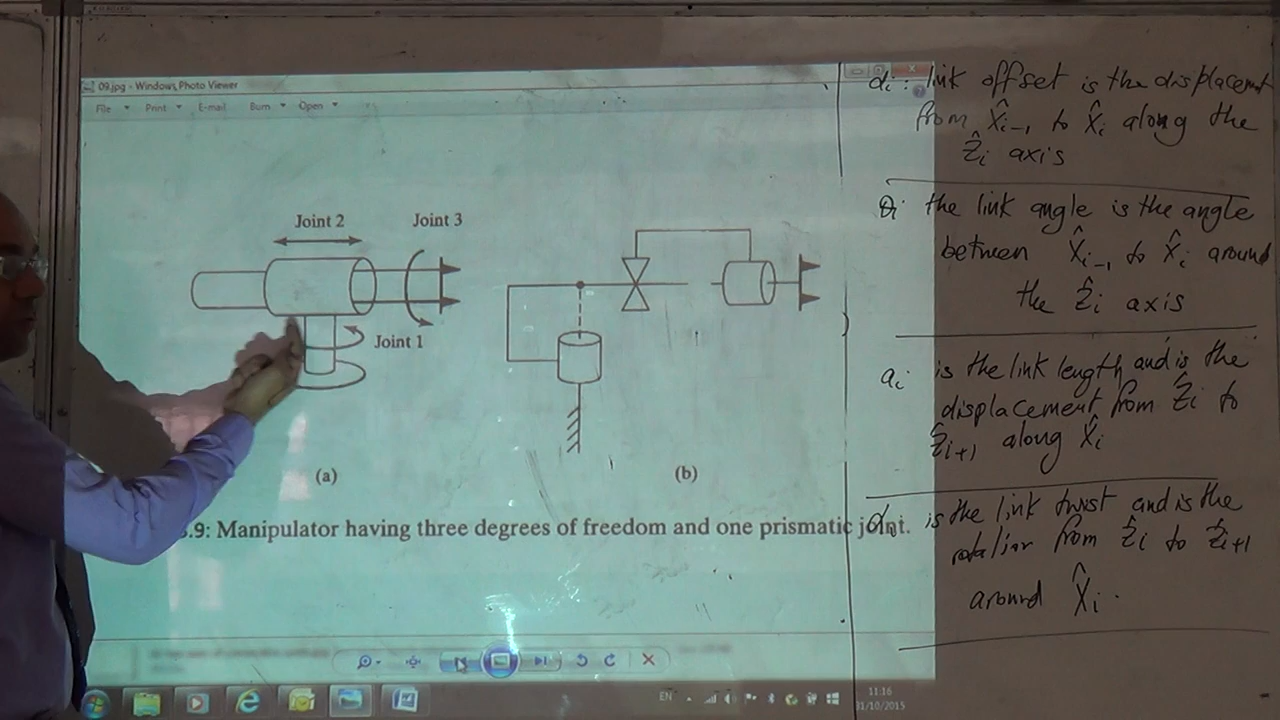 09.jpg - Windows Photo Viewer
File Print E-mail Burn Open
Joint 2
Joint 3
Joint 1
(a)
(b)
.9: Manipulator having three degrees of freedom and one prismatic joint.
EN
11:16
31/10/2015
di : link offset is the displacement
from X̂i-1 to X̂i along the
Ẑi axis
θi the link angle is the angle
between X̂i-1 to X̂i around
the Ẑi axis
ai is the link length and is the
displacement from Ẑi to
Ẑi+1 along X̂i
αi is the link twist and is the
rotation from Ẑi to Ẑi+1
around X̂i.